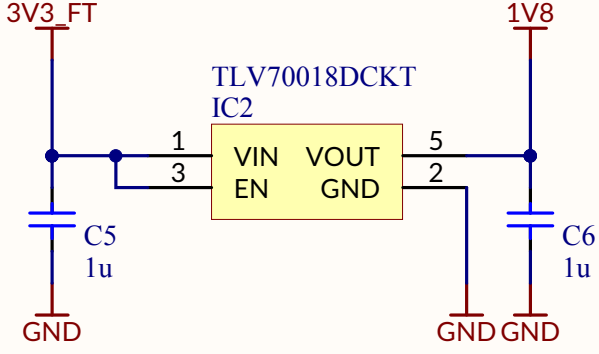 3V3_FT
1V8
TLV70018DCKT
IC2
1 VIN VOUT 5
3 EN GND 2
C5
1u
C6
1u
GND
GND
GND